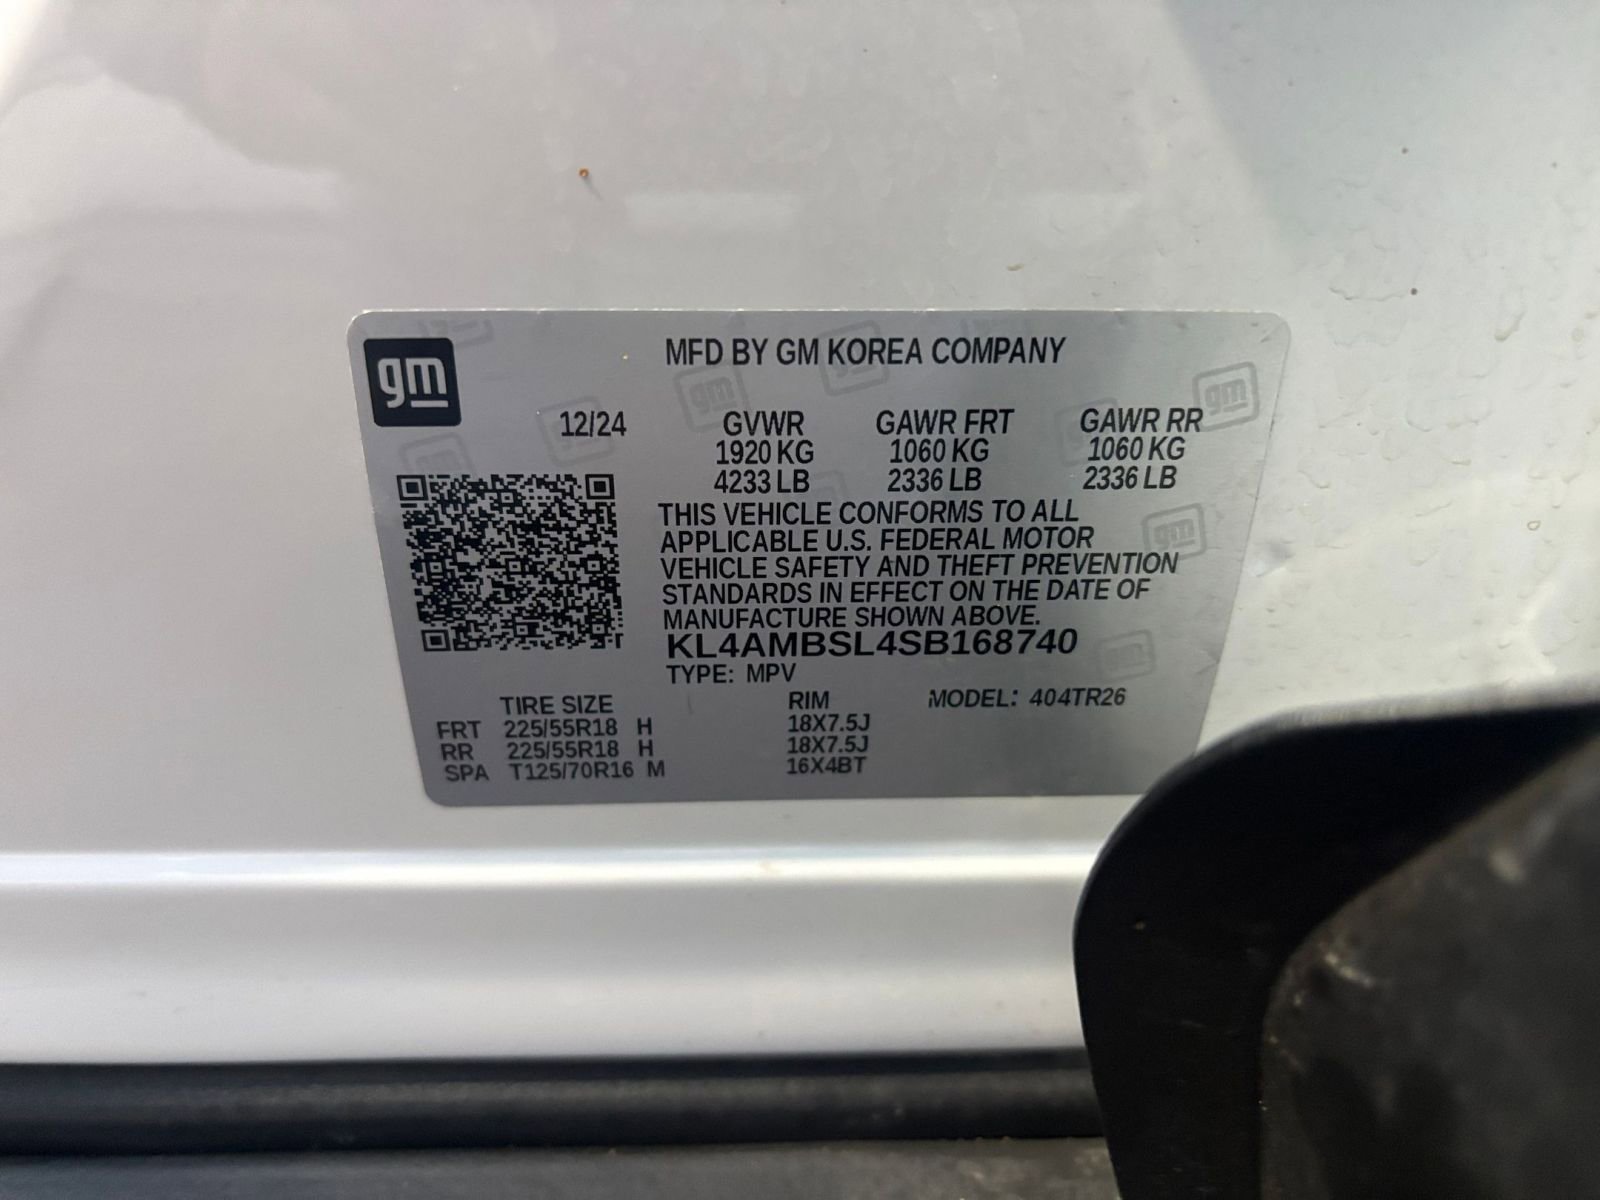 gm
MFD BY GM KOREA COMPANY
12/24 GVWR GAWR FRT GAWR RR
1920 KG 1060 KG 1060 KG
4233 LB 2336 LB 2336 LB
THIS VEHICLE CONFORMS TO ALL
APPLICABLE U.S. FEDERAL MOTOR
VEHICLE SAFETY AND THEFT PREVENTION
STANDARDS IN EFFECT ON THE DATE OF
MANUFACTURE SHOWN ABOVE.
KL4AMBSL4SB168740
TYPE: MPV
TIRE SIZE RIM MODEL: 404TR26
FRT 225/55R18 H 18X7.5J
RR 225/55R18 H 18X7.5J
SPA T125/70R16 M 16X4BT